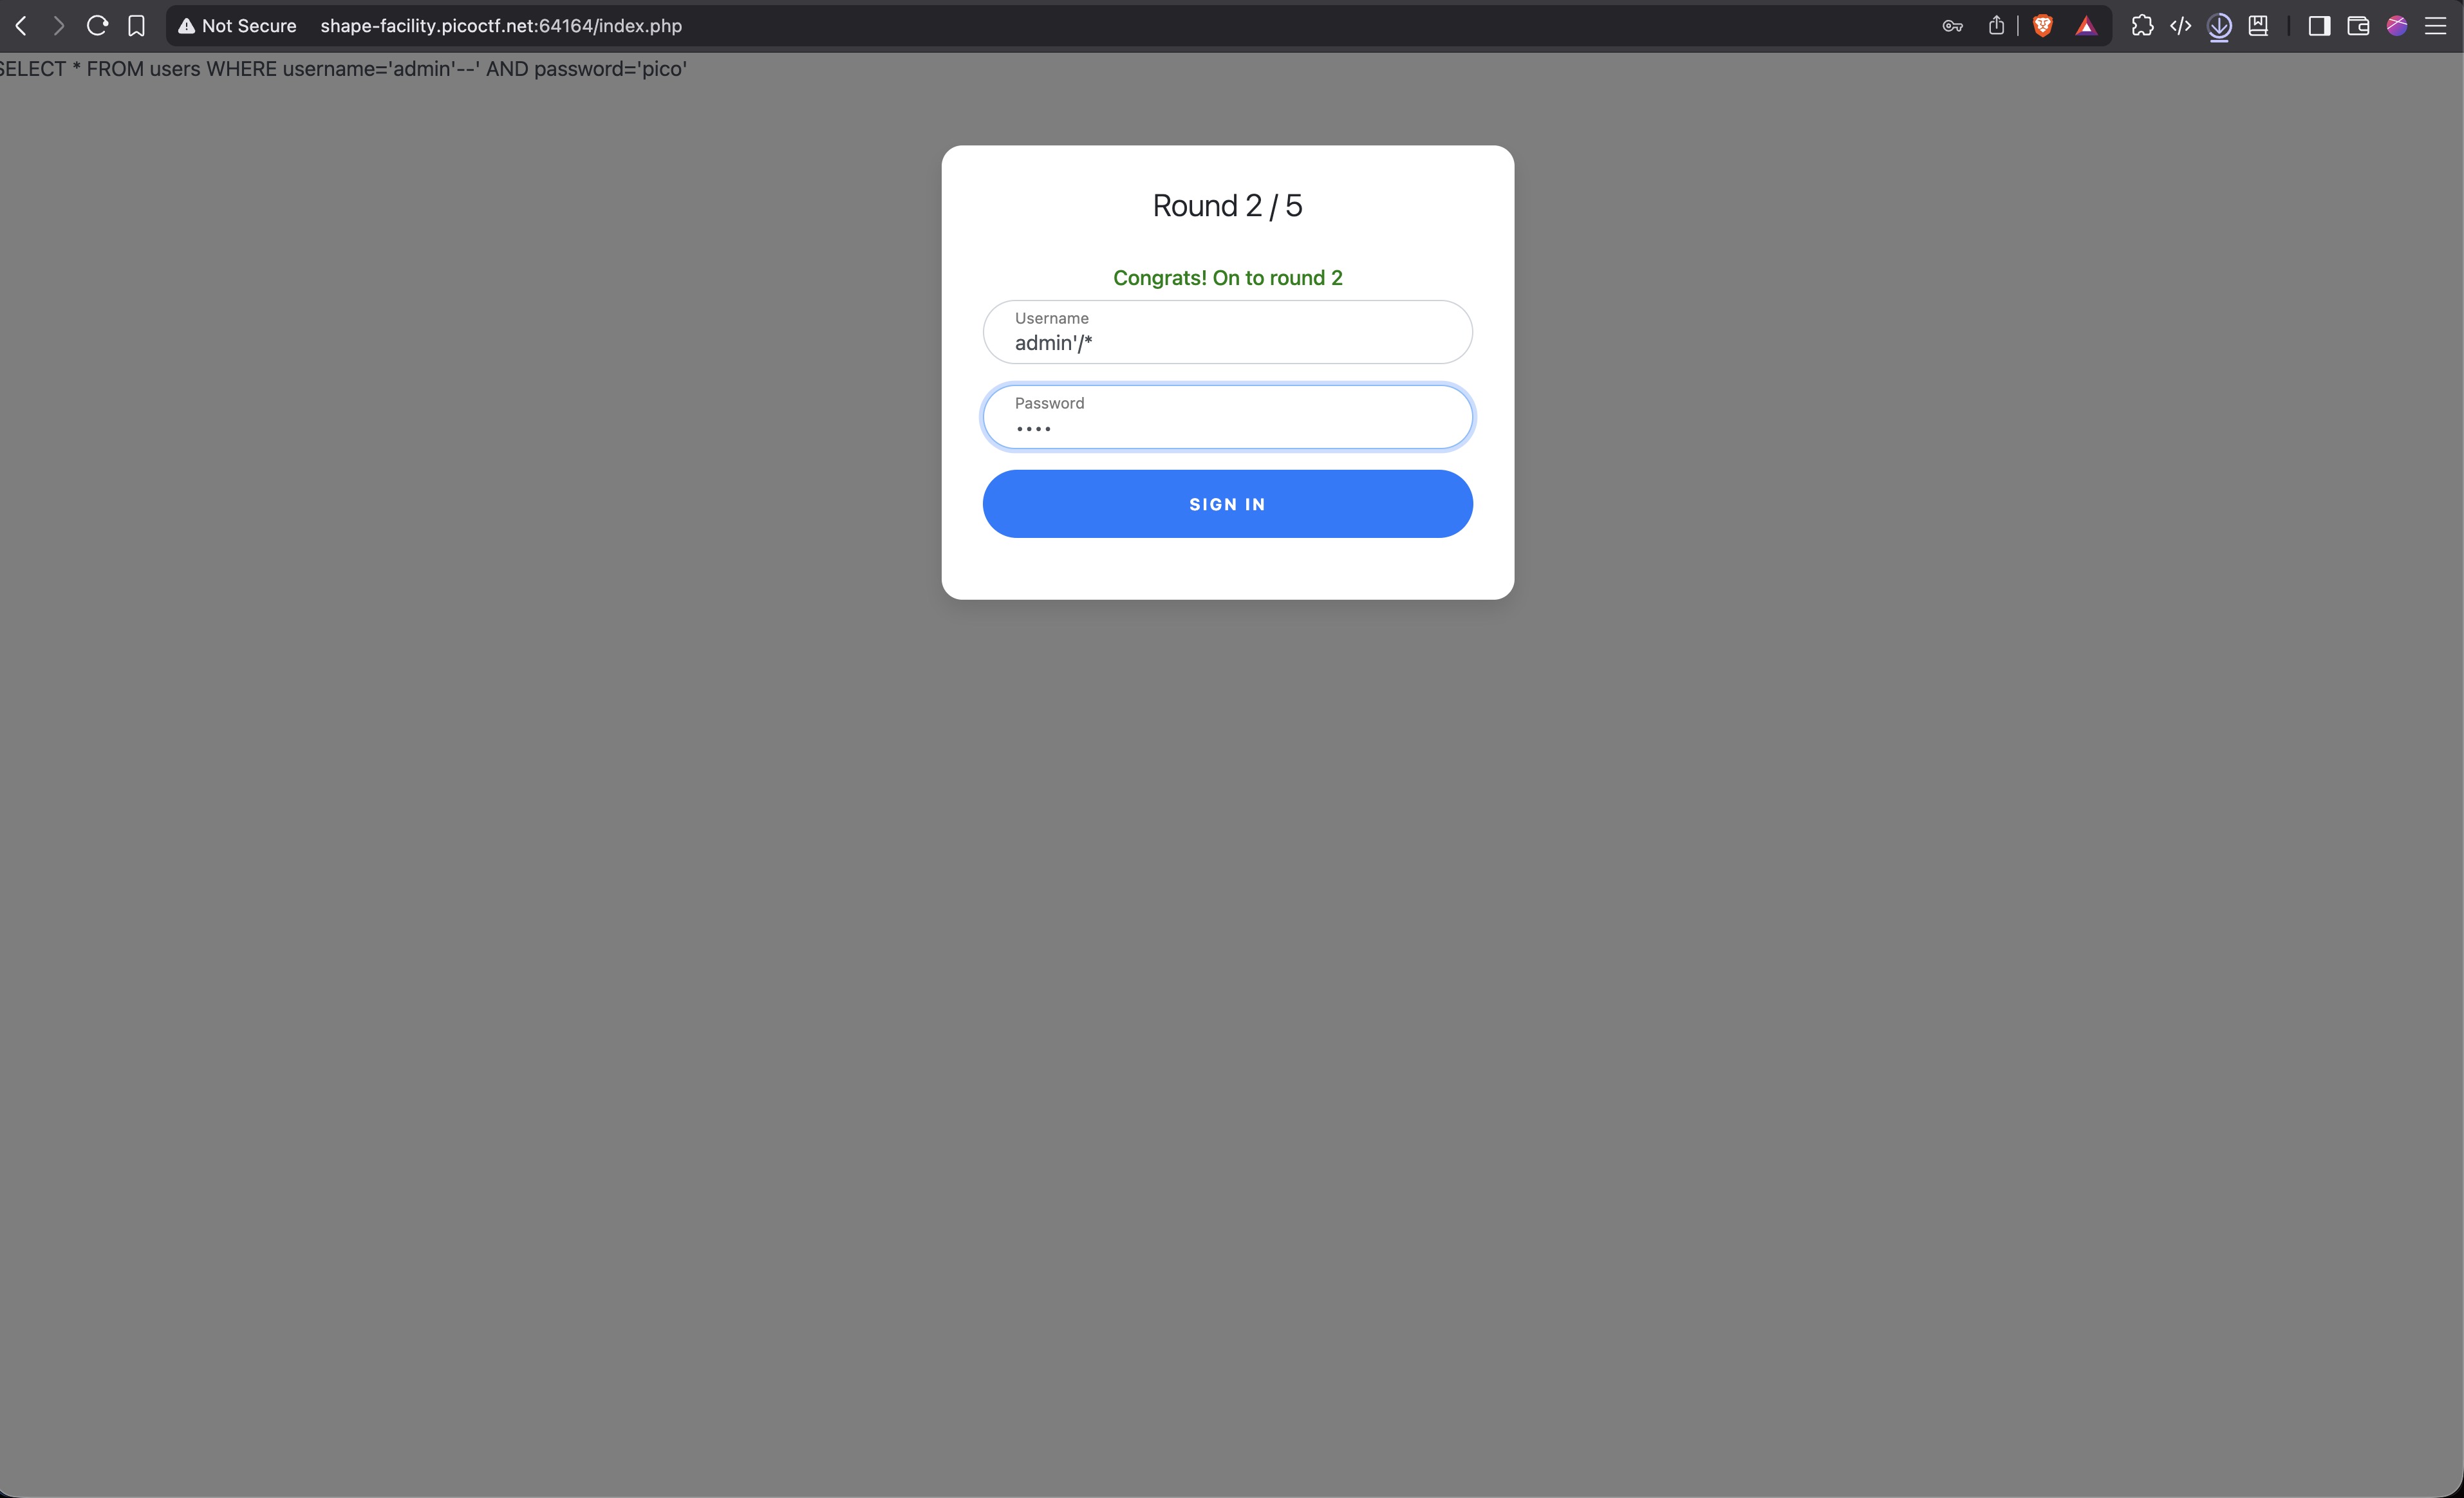 Not Secure shape-facility.picoctf.net:64164/index.php
SELECT * FROM users WHERE username='admin'--' AND password='pico'
Round 2 / 5
Congrats! On to round 2
Username
admin'/*
Password
••••
SIGN IN